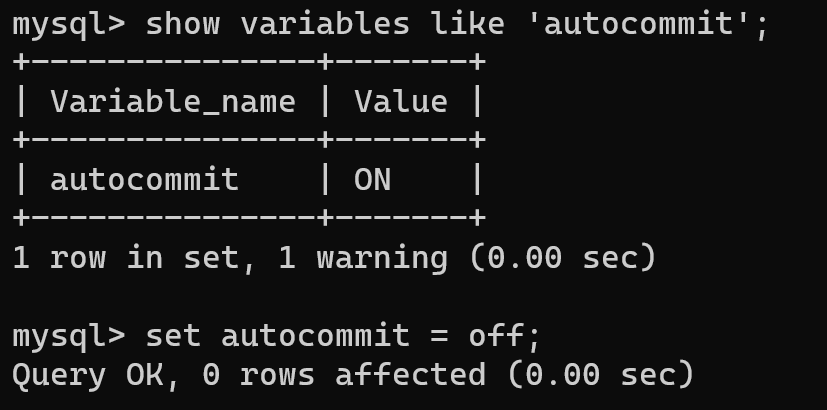 mysql> show variables like 'autocommit';
+---------------+-------+
| Variable_name | Value |
+---------------+-------+
| autocommit    | ON    |
+---------------+-------+
1 row in set, 1 warning (0.00 sec)

mysql> set autocommit = off;
Query OK, 0 rows affected (0.00 sec)